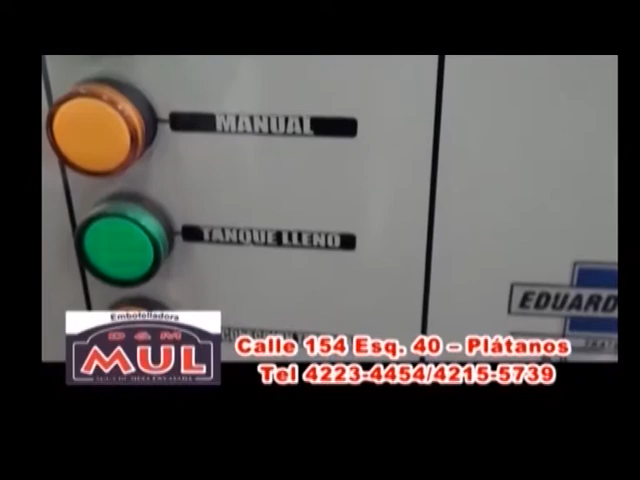 MANUAL
TANQUE LLENO
EDUARD
Embotelladora
D & M
MUL
Calle 154 Esq. 40 – Plátanos
Tel 4223-4454/4215-5739